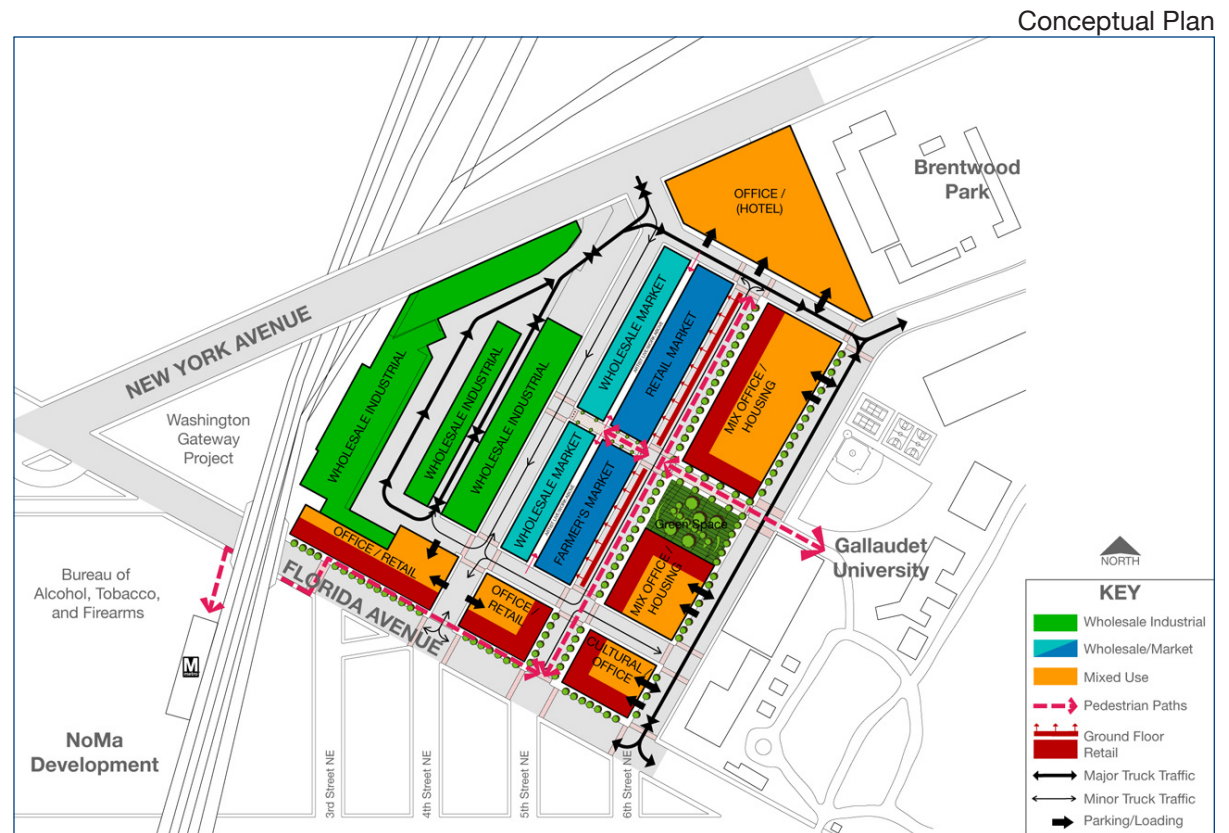 Conceptual Plan
Brentwood
Park
OFFICE /
(HOTEL)
NEW YORK AVENUE
WHOLESALE MARKET
RETAIL MARKET
WHOLESALE INDUSTRIAL
WHOLESALE INDUSTRIAL
WHOLESALE INDUSTRIAL
MIX OFFICE /
HOUSING
Washington
Gateway
Project
WHOLESALE MARKET
FARMER'S MARKET
Green Space
OFFICE / RETAIL
MIX OFFICE /
HOUSING
Gallaudet
University
Bureau of
Alcohol, Tobacco,
and Firearms
FLORIDA AVENUE
OFFICE /
RETAIL
CULTURAL /
OFFICE
M
NoMa
Development
3rd Street NE
4th Street NE
5th Street NE
6th Street NE
NORTH
KEY
Wholesale Industrial
Wholesale/Market
Mixed Use
Pedestrian Paths
Ground Floor
Retail
Major Truck Traffic
Minor Truck Traffic
Parking/Loading